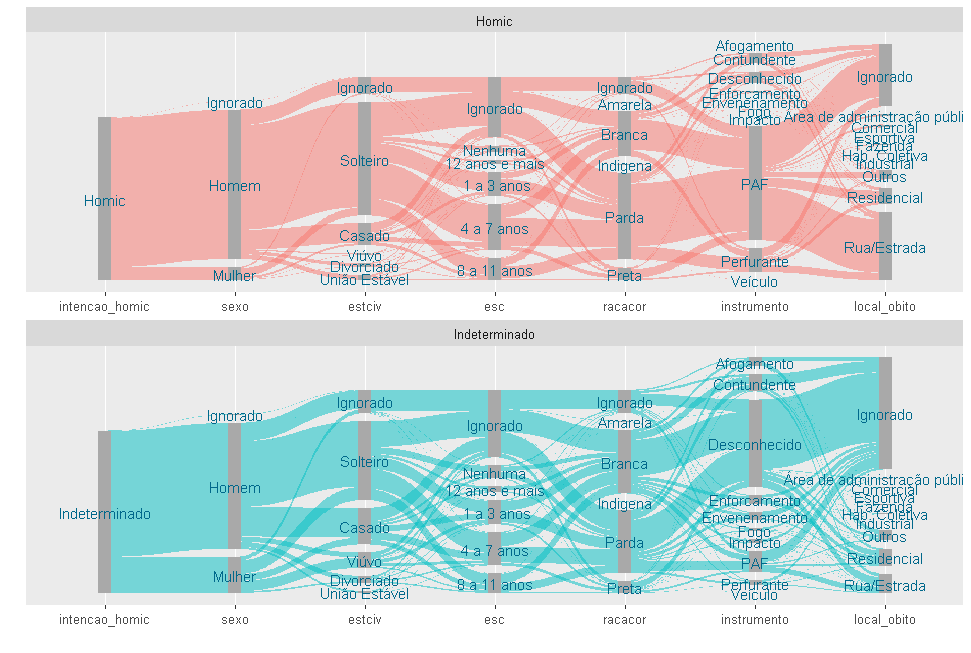 Homic
Afogamento
Contundente
Ignorado
Desconhecido
Ignorado
Ignorado
Enforcamento
Ignorado
Ignorado
Amarela
Envenenamento
Fogo
Impacto
Área de administração públi
Comercial
Branca
Esportiva
Fazenda
Nenhuma
Hab. Coletiva
Solteiro
12 anos e mais
Indigena
Industrial
Outros
Homem
1 a 3 anos
PAF
Homic
Residencial
Parda
4 a 7 anos
Casado
Rua/Estrada
Viúvo
Perfurante
Divorciado
8 a 11 anos
Mulher
Preta
União Estável
Veículo
intencao_homic sexo estciv esc racacor instrumento local_obito
Indeterminado
Afogamento
Contundente
Ignorado
Ignorado
Ignorado
Ignorado
Amarela
Ignorado
Desconhecido
Solteiro
Branca
Nenhuma
Área de administração públi
Homem
12 anos e mais
Comercial
Esportiva
Indigena
Enforcamento
Fazenda
Indeterminado
1 a 3 anos
Hab. Coletiva
Envenenamento
Casado
Industrial
Fogo
Outros
Parda
Impacto
4 a 7 anos
Residencial
Viúvo
PAF
Mulher
Divorciado
8 a 11 anos
Perfurante
Rua/Estrada
Preta
União Estável
Veículo
intencao_homic sexo estciv esc racacor instrumento local_obito